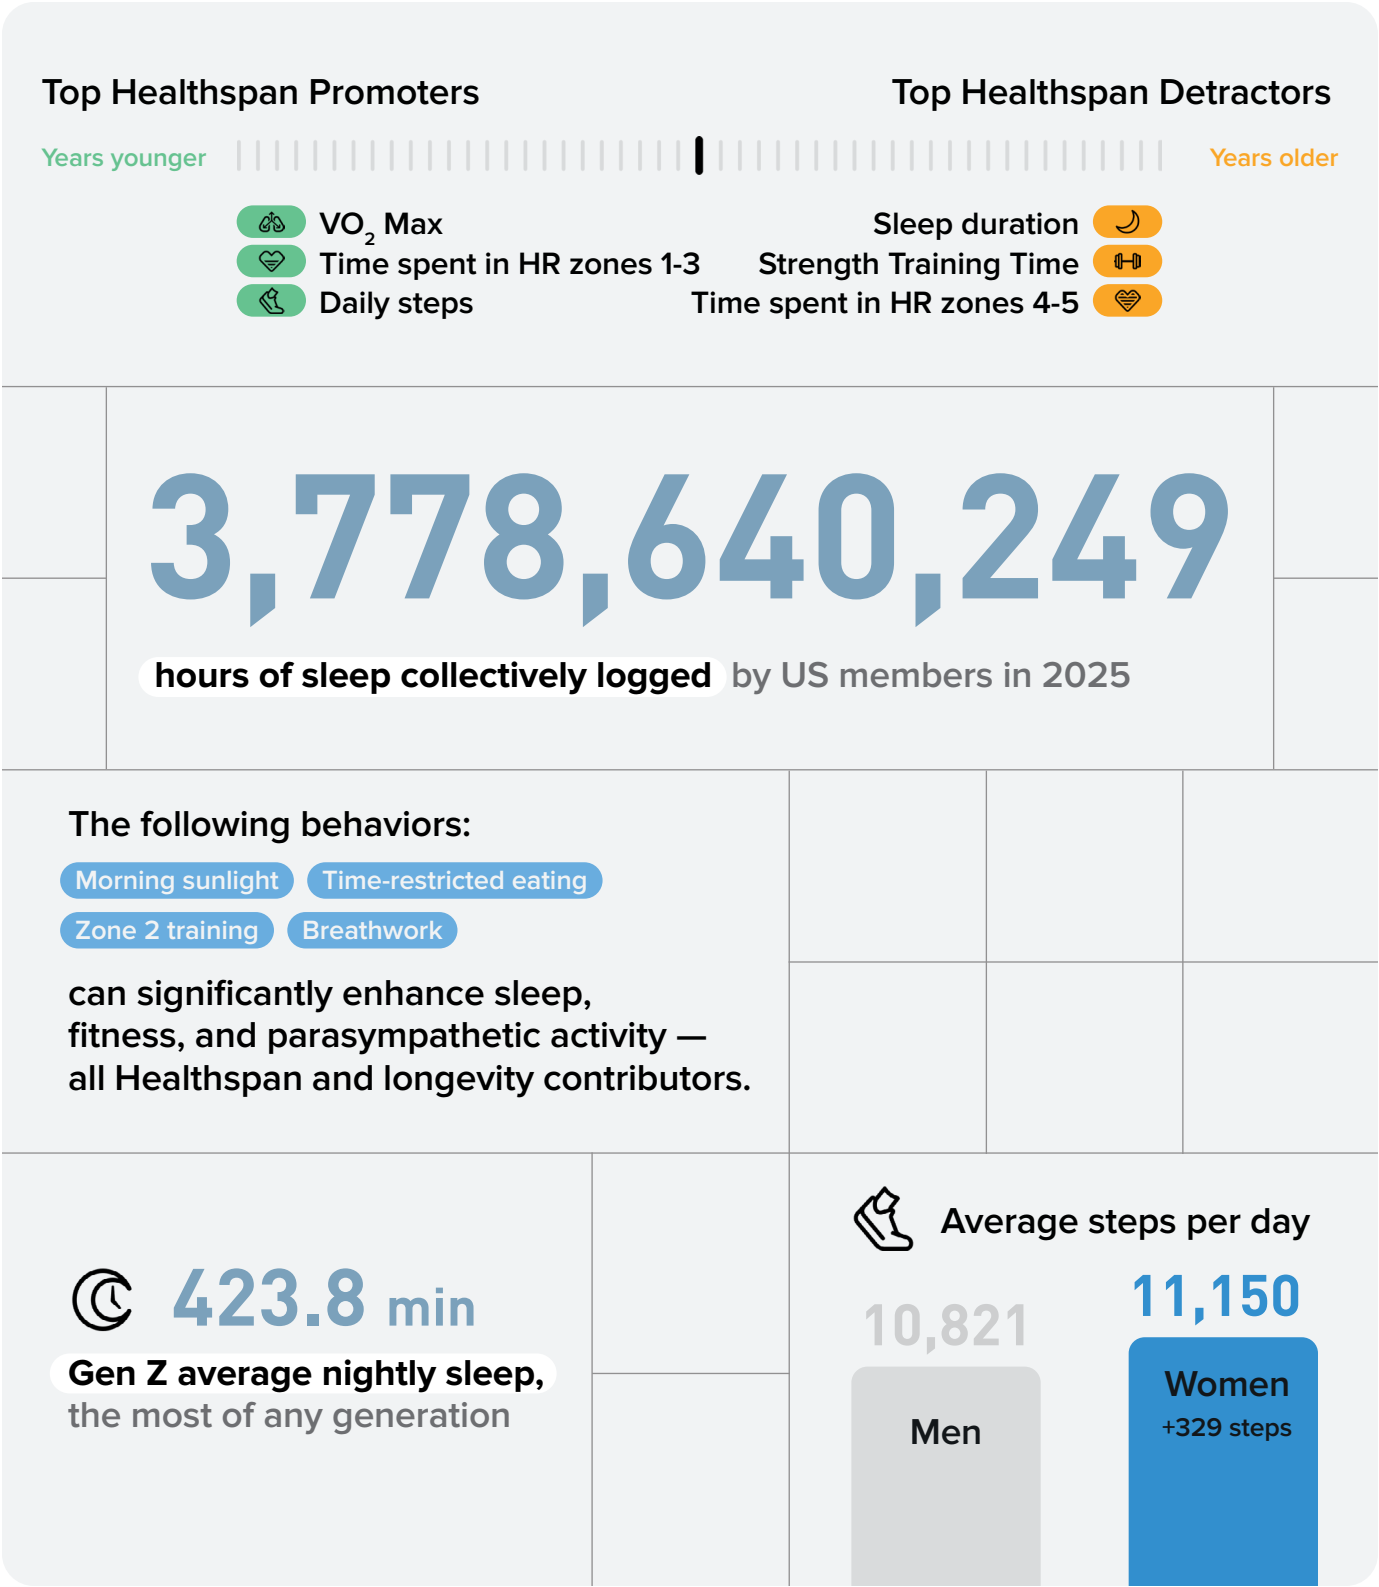 Top Healthspan Promoters
Top Healthspan Detractors
Years younger
Years older
VO₂ Max
Time spent in HR zones 1-3
Daily steps
Sleep duration
Strength Training Time
Time spent in HR zones 4-5
3,778,640,249
hours of sleep collectively logged by US members in 2025
The following behaviors:
Morning sunlight Time-restricted eating
Zone 2 training Breathwork
can significantly enhance sleep,
fitness, and parasympathetic activity —
all Healthspan and longevity contributors.
423.8 min
Gen Z average nightly sleep,
the most of any generation
Average steps per day
10,821
Men
11,150
Women
+329 steps